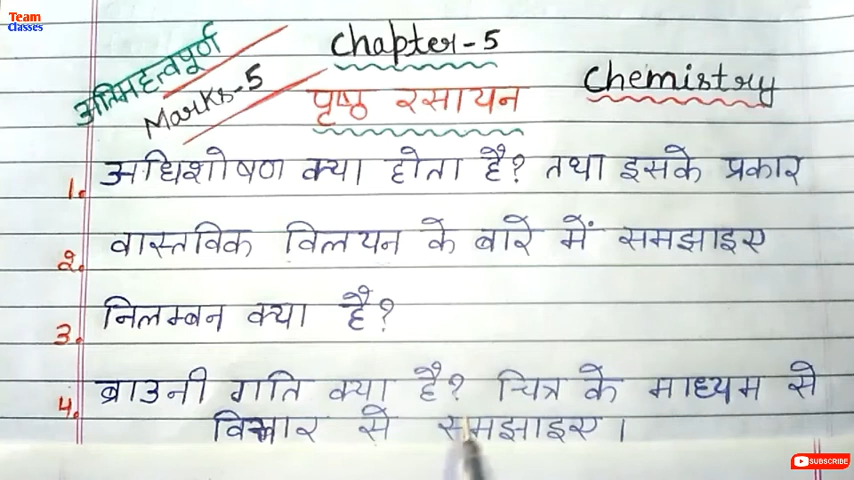 Team
Classes
Chapter-5
अतिमहत्वपूर्ण
Marks-5
Chemistry
पृष्ठ रसायन
1. अधिशोषण क्या होता है? तथा इसके प्रकार
2. वास्तविक विलयन के बारे में समझाइए
3. निलम्बन क्या है?
4. ब्राउनी गति क्या है? चित्र के माध्यम से
से समझाइए।
SUBSCRIBE